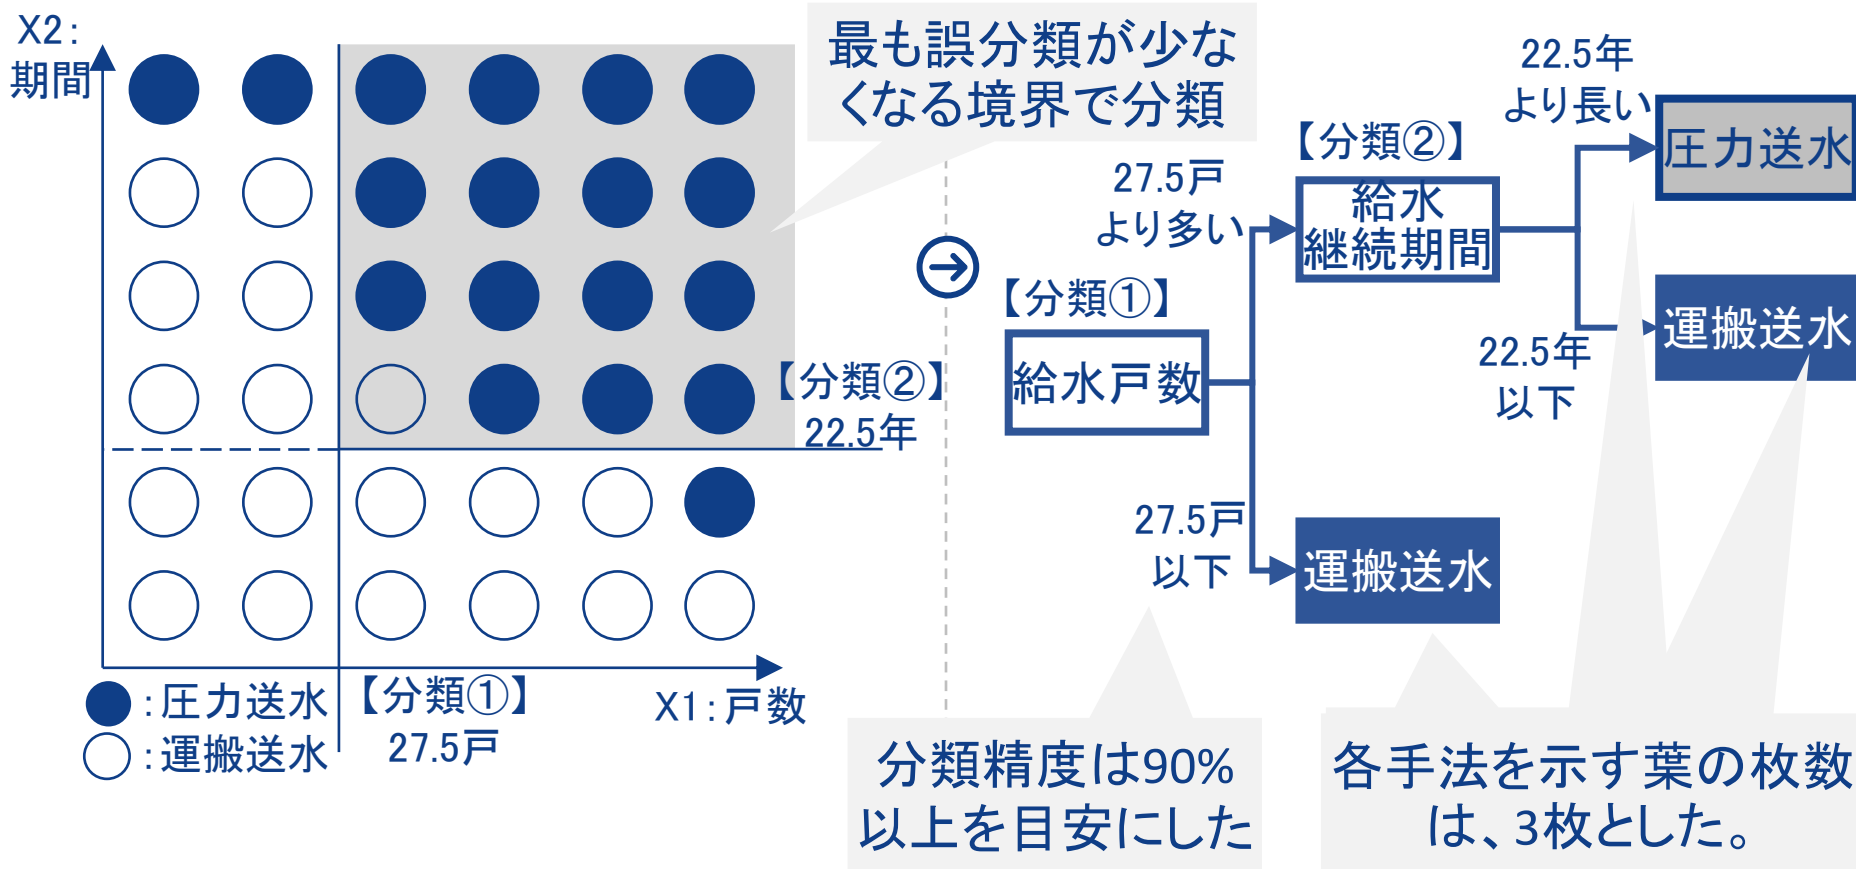 X2:
期間
最も誤分類が少な
くなる境界で分類
【分類②】
22.5年
【分類①】
27.5戸
X1:戸数
:圧力送水
:運搬送水
【分類①】
給水戸数
27.5戸
より多い
27.5戸
以下
【分類②】
給水
継続期間
22.5年
より長い
22.5年
以下
圧力送水
運搬送水
運搬送水
分類精度は90%
以上を目安にした
各手法を示す葉の枚数
は、3枚とした。